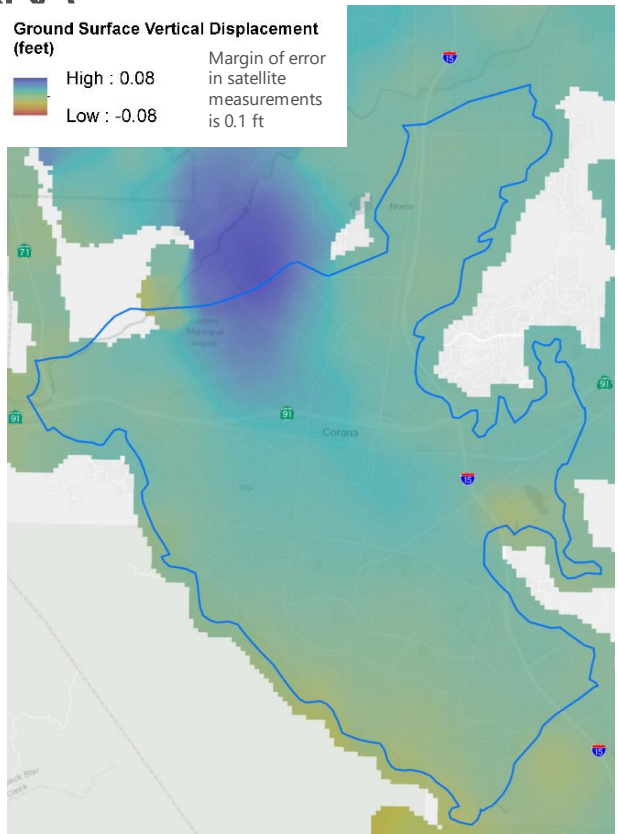 Ground Surface Vertical Displacement
(feet)
High : 0.08
Low : -0.08
Margin of error
in satellite
measurements
is 0.1 ft
15
Norco
71
Corona
Municipal
Airport
91
91
91
Corona
15
15
Creek